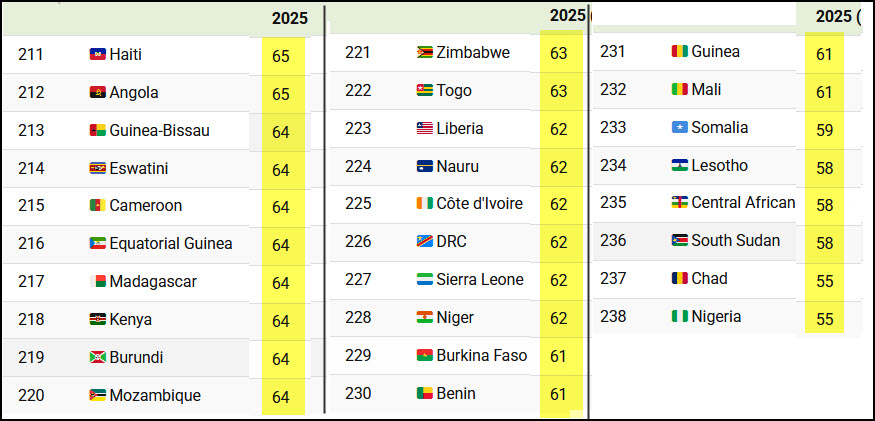 2025
211 Haiti 65
212 Angola 65
213 Guinea-Bissau 64
214 Eswatini 64
215 Cameroon 64
216 Equatorial Guinea 64
217 Madagascar 64
218 Kenya 64
219 Burundi 64
220 Mozambique 64
2025 (
221 Zimbabwe 63
222 Togo 63
223 Liberia 62
224 Nauru 62
225 Côte d'Ivoire 62
226 DRC 62
227 Sierra Leone 62
228 Niger 62
229 Burkina Faso 61
230 Benin 61
2025 (
231 Guinea 61
232 Mali 61
233 Somalia 59
234 Lesotho 58
235 Central African 58
236 South Sudan 58
237 Chad 55
238 Nigeria 55